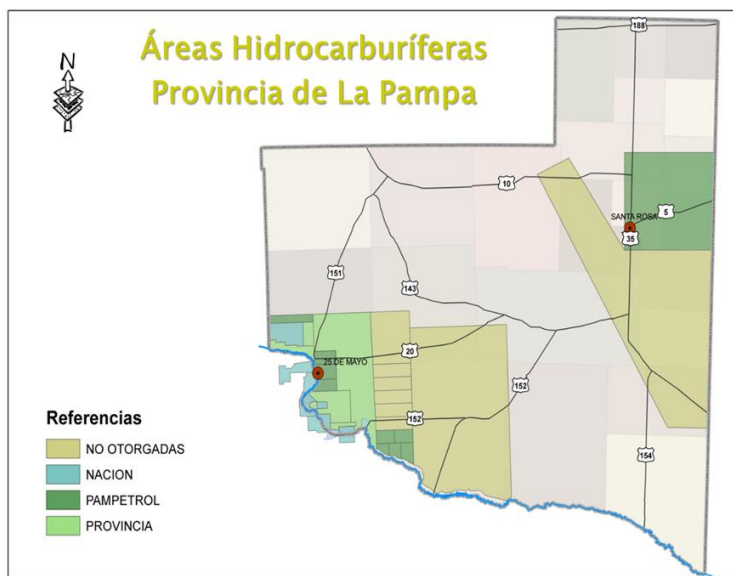 Áreas Hidrocarburíferas
Provincia de La Pampa
N
188
10
5
SANTA ROSA
35
151
143
20
25 DE MAYO
152
152
154
Referencias
NO OTORGADAS
NACION
PAMPETROL
PROVINCIA